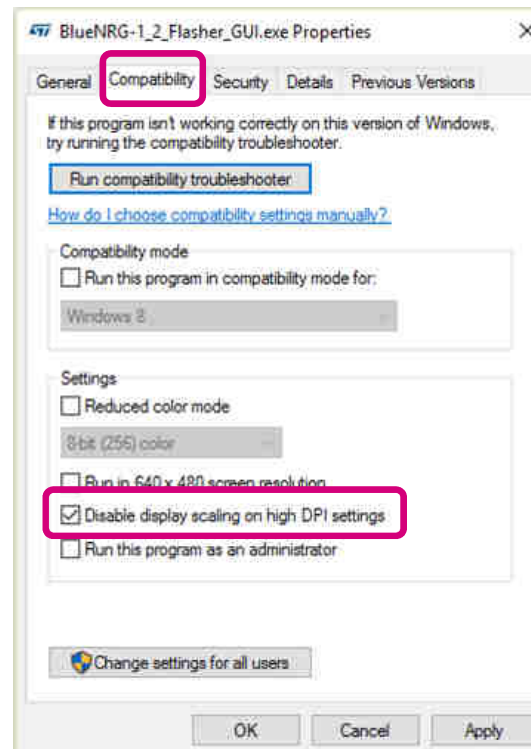 BlueNRG-1_2_Flasher_GUI.exe Properties
General Compatibility Security Details Previous Versions
If this program isn't working correctly on this version of Windows,
try running the compatibility troubleshooter.
Run compatibility troubleshooter
How do I choose compatibility settings manually?
Compatibility mode
Run this program in compatibility mode for:
Windows 8
Settings
Reduced color mode
8-bit (256) color
Run in 640 x 480 screen resolution
Disable display scaling on high DPI settings
Run this program as an administrator
Change settings for all users
OK Cancel Apply